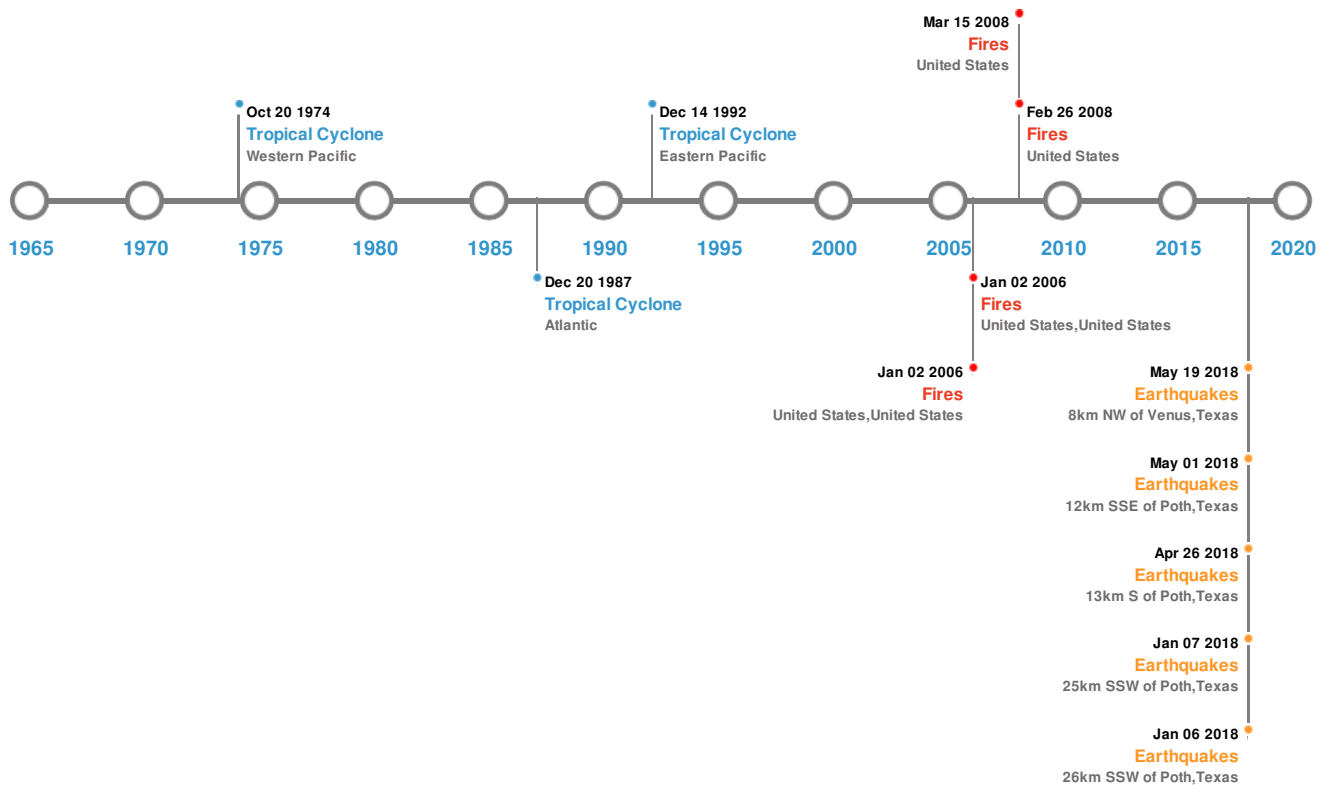 Mar 15 2008
Fires
United States
Oct 20 1974
Tropical Cyclone
Western Pacific
Dec 14 1992
Tropical Cyclone
Eastern Pacific
Feb 26 2008
Fires
United States
1965
1970
1975
1980
1985
1990
1995
2000
2005
2010
2015
2020
Dec 20 1987
Tropical Cyclone
Atlantic
Jan 02 2006
Fires
United States,United States
Jan 02 2006
Fires
United States,United States
May 19 2018
Earthquakes
8km NW of Venus,Texas
May 01 2018
Earthquakes
12km SSE of Poth,Texas
Apr 26 2018
Earthquakes
13km S of Poth,Texas
Jan 07 2018
Earthquakes
25km SSW of Poth,Texas
Jan 06 2018
Earthquakes
26km SSW of Poth,Texas